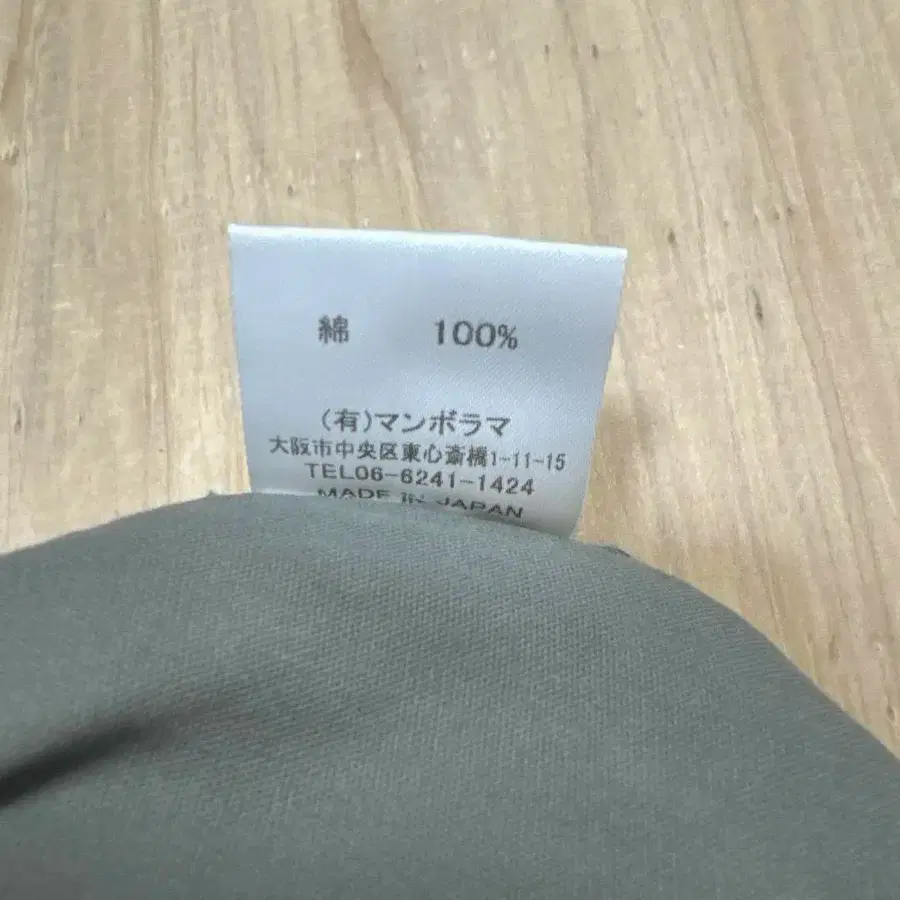 綿 100%
(有)マンボラマ
大阪市中央区東心斎橋1-11-15
TEL06-6241-1424
MADE IN JAPAN